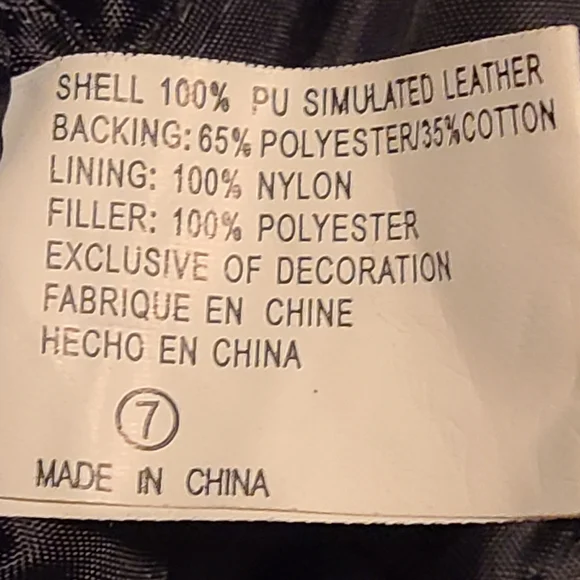 SHELL 100% PU SIMULATED LEATHER
BACKING: 65% POLYESTER/35%COTTON
LINING: 100% NYLON
FILLER: 100% POLYESTER
EXCLUSIVE OF DECORATION
FABRIQUE EN CHINE
HECHO EN CHINA
7
MADE IN CHINA